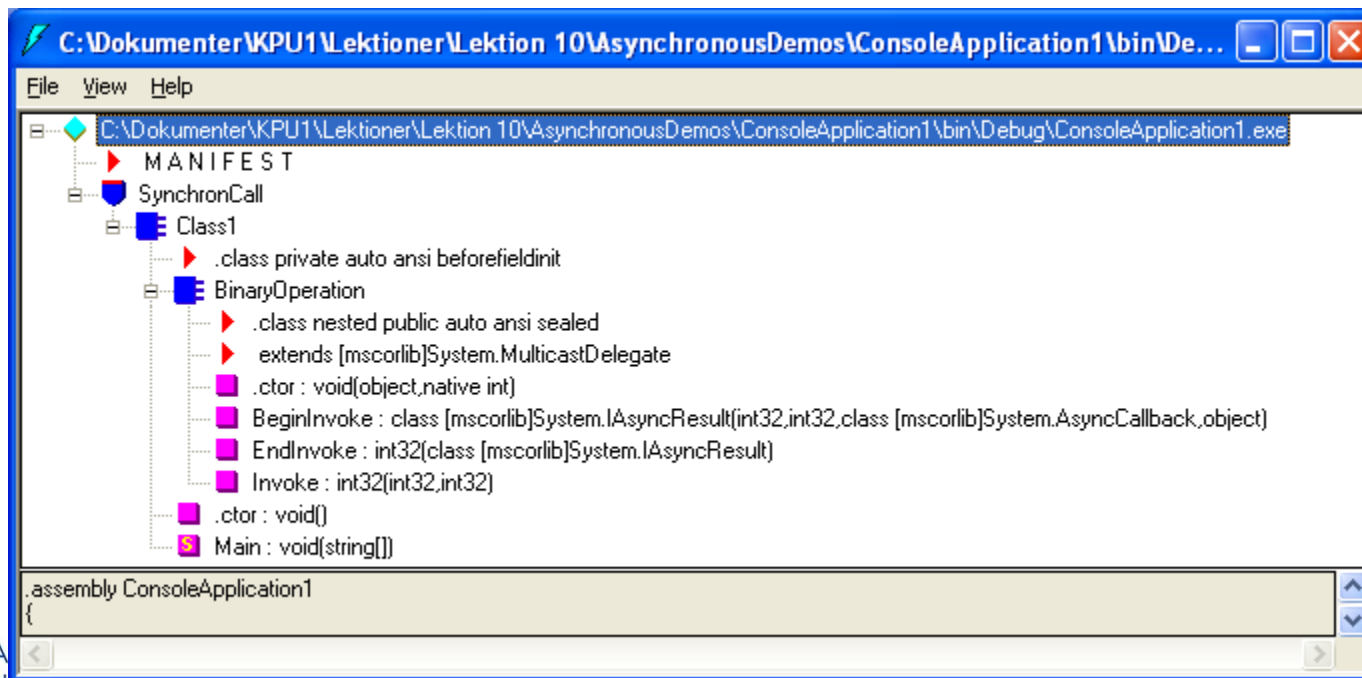 C:\Dokumenter\KPU1\Lektioner\Lektion 10\AsynchronousDemos\ConsoleApplication1\bin\De...
File View Help
C:\Dokumenter\KPU1\Lektioner\Lektion 10\AsynchronousDemos\ConsoleApplication1\bin\Debug\ConsoleApplication1.exe
M A N I F E S T
SynchronCall
Class1
.class private auto ansi beforefieldinit
BinaryOperation
.class nested public auto ansi sealed
extends [mscorlib]System.MulticastDelegate
.ctor : void(object,native int)
BeginInvoke : class [mscorlib]System.IAsyncResult(int32,int32,class [mscorlib]System.AsyncCallback,object)
EndInvoke : int32(class [mscorlib]System.IAsyncResult)
Invoke : int32(int32,int32)
.ctor : void()
S Main : void(string[])
.assembly ConsoleApplication1
{